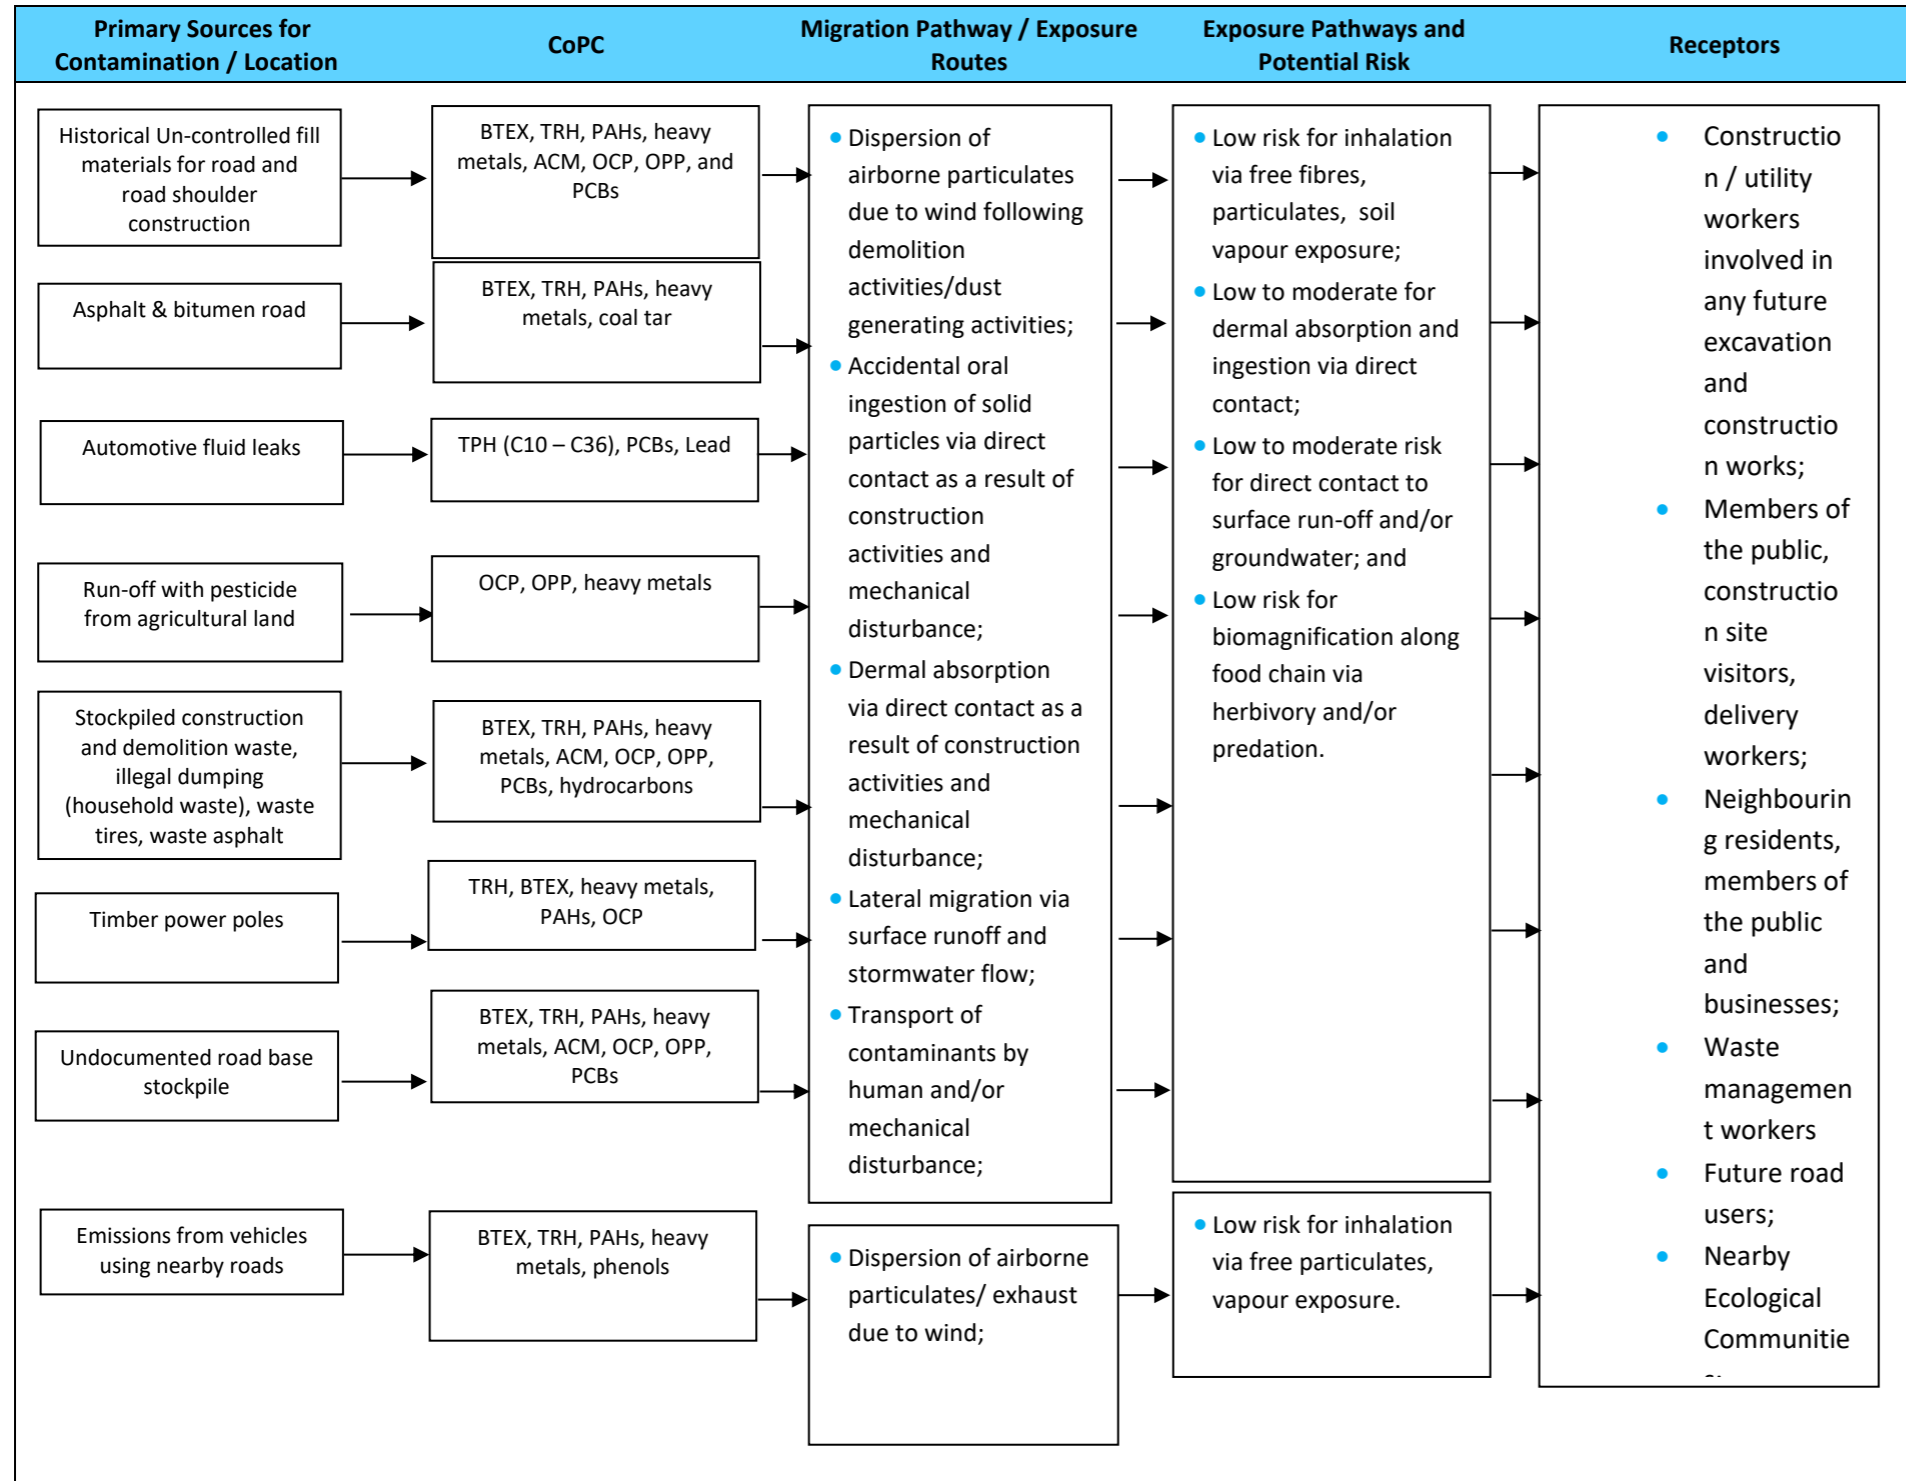 Primary Sources for
Contamination / Location
CoPC
Migration Pathway / Exposure
Routes
Exposure Pathways and
Potential Risk
Receptors
Historical Un-controlled fill
materials for road and
road shoulder
construction
Asphalt & bitumen road
Automotive fluid leaks
Run-off with pesticide
from agricultural land
Stockpiled construction
and demolition waste,
illegal dumping
(household waste), waste
tires, waste asphalt
Timber power poles
Undocumented road base
stockpile
Emissions from vehicles
using nearby roads
BTEX, TRH, PAHs, heavy
metals, ACM, OCP, OPP, and
PCBs
BTEX, TRH, PAHs, heavy
metals, coal tar
TPH (C10 – C36), PCBs, Lead
OCP, OPP, heavy metals
BTEX, TRH, PAHs, heavy
metals, ACM, OCP, OPP,
PCBs, hydrocarbons
TRH, BTEX, heavy metals,
PAHs, OCP
BTEX, TRH, PAHs, heavy
metals, ACM, OCP, OPP,
PCBs
BTEX, TRH, PAHs, heavy
metals, phenols
• Dispersion of
airborne particulates
due to wind following
demolition
activities/dust
generating activities;
• Accidental oral
ingestion of solid
particles via direct
contact as a result of
construction
activities and
mechanical
disturbance;
• Dermal absorption
via direct contact as a
result of construction
activities and
mechanical
disturbance;
• Lateral migration via
surface runoff and
stormwater flow;
• Transport of
contaminants by
human and/or
mechanical
disturbance;
• Dispersion of airborne
particulates/ exhaust
due to wind;
• Low risk for inhalation
via free fibres,
particulates, soil
vapour exposure;
• Low to moderate for
dermal absorption and
ingestion via direct
contact;
• Low to moderate risk
for direct contact to
surface run-off and/or
groundwater; and
• Low risk for
biomagnification along
food chain via
herbivory and/or
predation.
• Low risk for inhalation
via free particulates,
vapour exposure.
• Constructio
n / utility
workers
involved in
any future
excavation
and
constructio
n works;
• Members of
the public,
constructio
n site
visitors,
delivery
workers;
• Neighbourin
g residents,
members of
the public
and
businesses;
• Waste
managemen
t workers
• Future road
users;
• Nearby
Ecological
Communitie